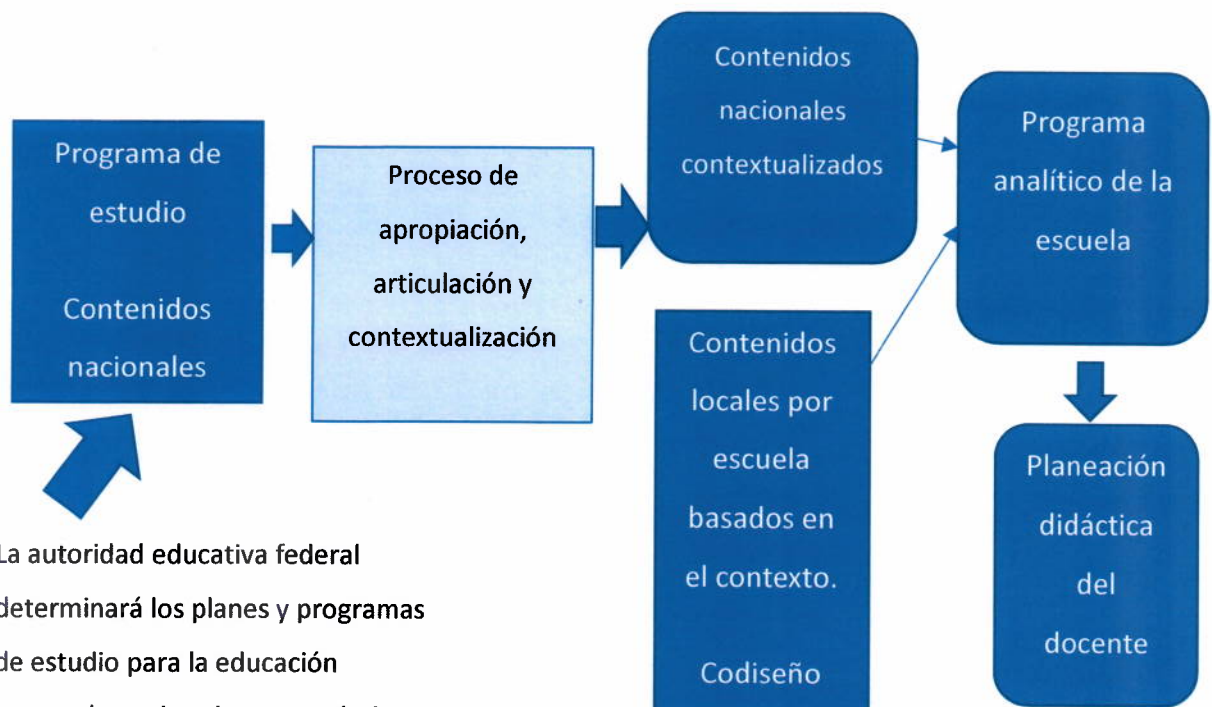 Programa de
estudio
Contenidos
nacionales
La autoridad educativa federal
determinará los planes y programas
de estudio para la educación
Proceso de
apropiación,
articulación y
contextualización
Contenidos
nacionales
contextualizados
Contenidos
locales por
escuela
basados en
el contexto.
Codiseño
Programa
analítico de la
escuela
Planeación
didáctica
del
docente